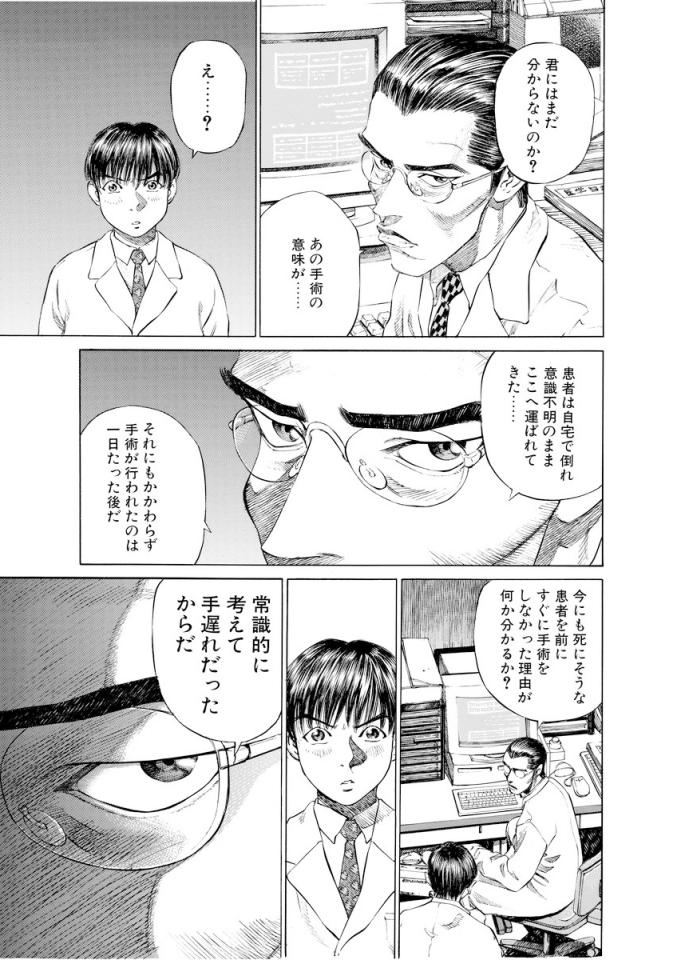 君にはまだ
分からないのか？
あの手術の
意味が……
え……？
患者は自宅で倒れ
意識不明のまま
ここへ運ばれて
きた……
それにもかかわらず
手術が行われたのは
一日たった後だ
今にも死にそうな
患者を前に
すぐに手術を
しなかった理由が
何か分かるか？
常識的に
考えて
手遅れだった
からだ